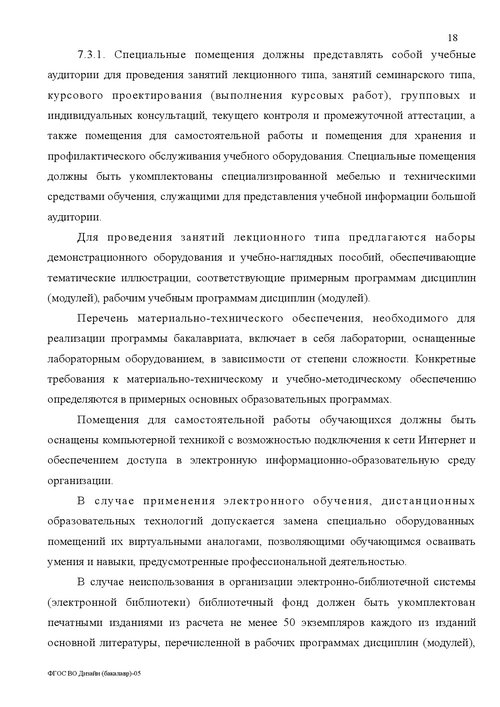 18
7.3.1. Специальные помещения должны представлять собой учебные
аудитории для проведения занятий лекционного типа, занятий семинарского типа,
курсового проектирования (выполнения курсовых работ), групповых и
индивидуальных консультаций, текущего контроля и промежуточной аттестации, а
также помещения для самостоятельной работы и помещения для хранения и
профилактического обслуживания учебного оборудования. Специальные помещения
должны быть укомплектованы специализированной мебелью и техническими
средствами обучения, служащими для представления учебной информации большой
аудитории.
Для проведения занятий лекционного типа предлагаются наборы
демонстрационного оборудования и учебно-наглядных пособий, обеспечивающие
тематические иллюстрации, соответствующие примерным программам дисциплин
(модулей), рабочим учебным программам дисциплин (модулей).
Перечень материально-технического обеспечения, необходимого для
реализации программы бакалавриата, включает в себя лаборатории, оснащенные
лабораторным оборудованием, в зависимости от степени сложности. Конкретные
требования к материально-техническому и учебно-методическому обеспечению
определяются в примерных основных образовательных программах.
Помещения для самостоятельной работы обучающихся должны быть
оснащены компьютерной техникой с возможностью подключения к сети Интернет и
обеспечением доступа в электронную информационно-образовательную среду
организации.
В случае применения электронного обучения, дистанционных
образовательных технологий допускается замена специально оборудованных
помещений их виртуальными аналогами, позволяющими обучающимся осваивать
умения и навыки, предусмотренные профессиональной деятельностью.
В случае неиспользования в организации электронно-библиотечной системы
(электронной библиотеки) библиотечный фонд должен быть укомплектован
печатными изданиями из расчета не менее 50 экземпляров каждого из изданий
основной литературы, перечисленной в рабочих программах дисциплин (модулей),
ФГОС ВО Дизайн (бакалавр)-05